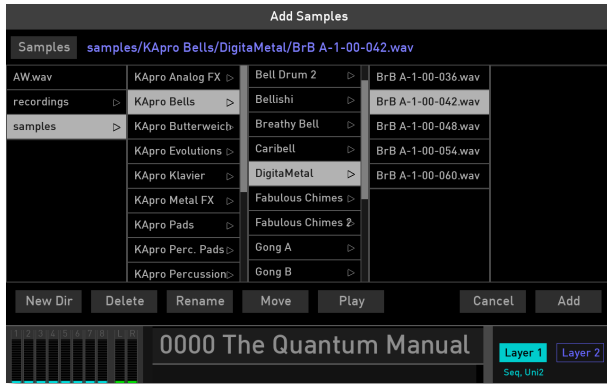 Add Samples
Samples samples/KApro Bells/DigitaMetal/BrB A-1-00-042.wav
AW.wav
recordings
samples
KApro Analog FX
KApro Bells
KApro Butterweich
KApro Evolutions
KApro Klavier
KApro Metal FX
KApro Pads
KApro Perc. Pads
KApro Percussion
Bell Drum 2
Bellishi
Breathy Bell
Caribell
DigitaMetal
Fabulous Chimes
Fabulous Chimes 2
Gong A
Gong B
BrB A-1-00-036.wav
BrB A-1-00-042.wav
BrB A-1-00-048.wav
BrB A-1-00-054.wav
BrB A-1-00-060.wav
New Dir Delete Rename Move Play Cancel Add
1 2 3 4 5 6 7 8 L R
0000 The Quantum Manual
Layer 1 Layer 2
Seq, Uni2